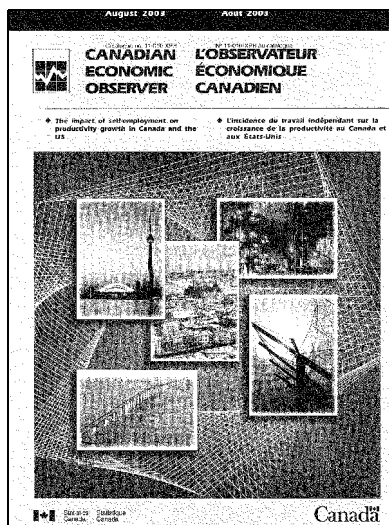 August 2003
Août 2003
CANADIAN
ECONOMIC
OBSERVER
L'OBSERVATEUR
ÉCONOMIQUE
CANADIEN
The impact of self-employment on
productivity growth in Canada and the
US
L'incidence du travail indépendant sur la
croissance de la productivité au Canada et
aux États-Unis
Statistics
Canada
Statistique
Canada
Canada